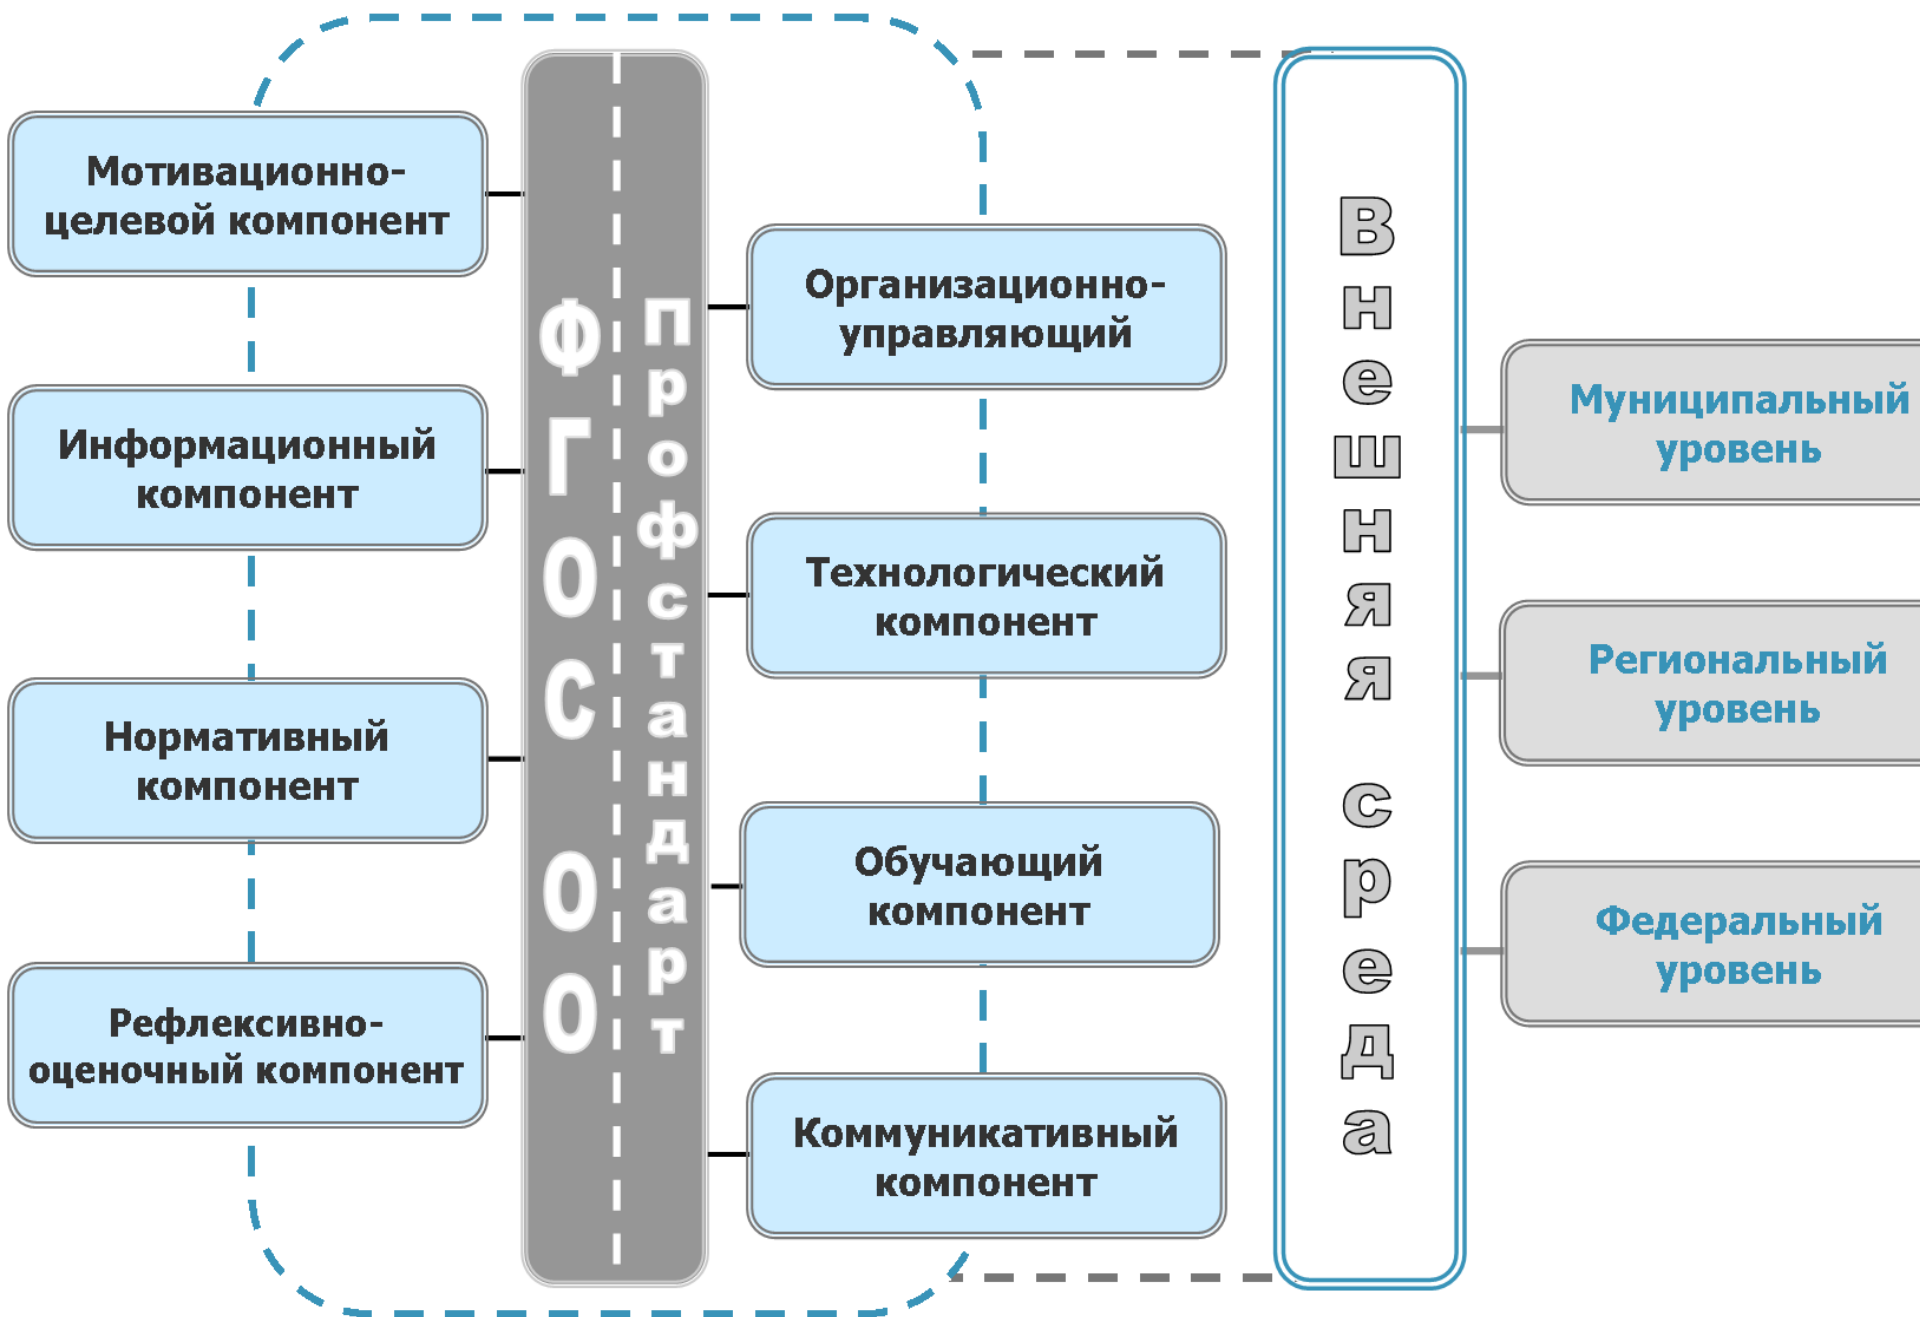 Мотивационно-
целевой компонент
Информационный
компонент
Нормативный
компонент
Рефлексивно-
оценочный компонент
ФГОС ОО
Профстандарт
Организационно-
управляющий
Технологический
компонент
Обучающий
компонент
Коммуникативный
компонент
Внешняя среда
Муниципальный
уровень
Региональный
уровень
Федеральный
уровень